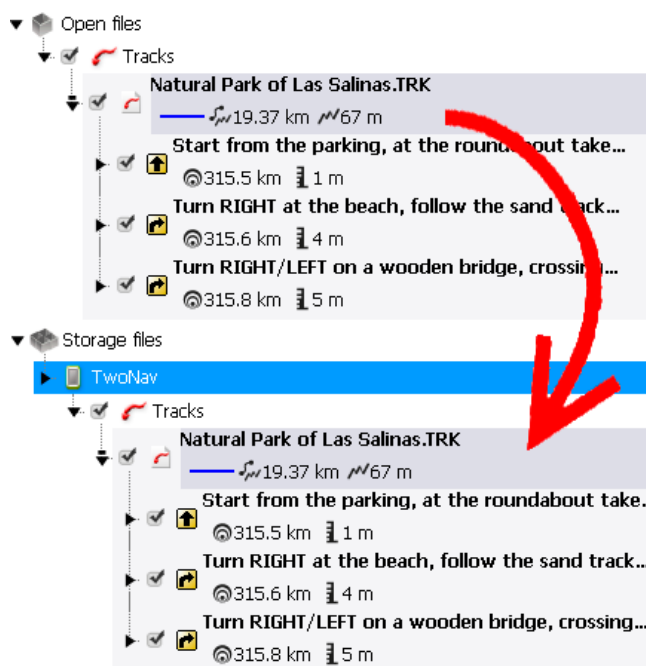 Open files
Tracks
Natural Park of Las Salinas.TRK
19.37 km 67 m
Start from the parking, at the roundabout take...
315.5 km 1 m
Turn RIGHT at the beach, follow the sand track...
315.6 km 4 m
Turn RIGHT/LEFT on a wooden bridge, crossing...
315.8 km 5 m
Storage files
TwoNav
Tracks
Natural Park of Las Salinas.TRK
19.37 km 67 m
Start from the parking, at the roundabout take.
315.5 km 1 m
Turn RIGHT at the beach, follow the sand track...
315.6 km 4 m
Turn RIGHT/LEFT on a wooden bridge, crossing...
315.8 km 5 m